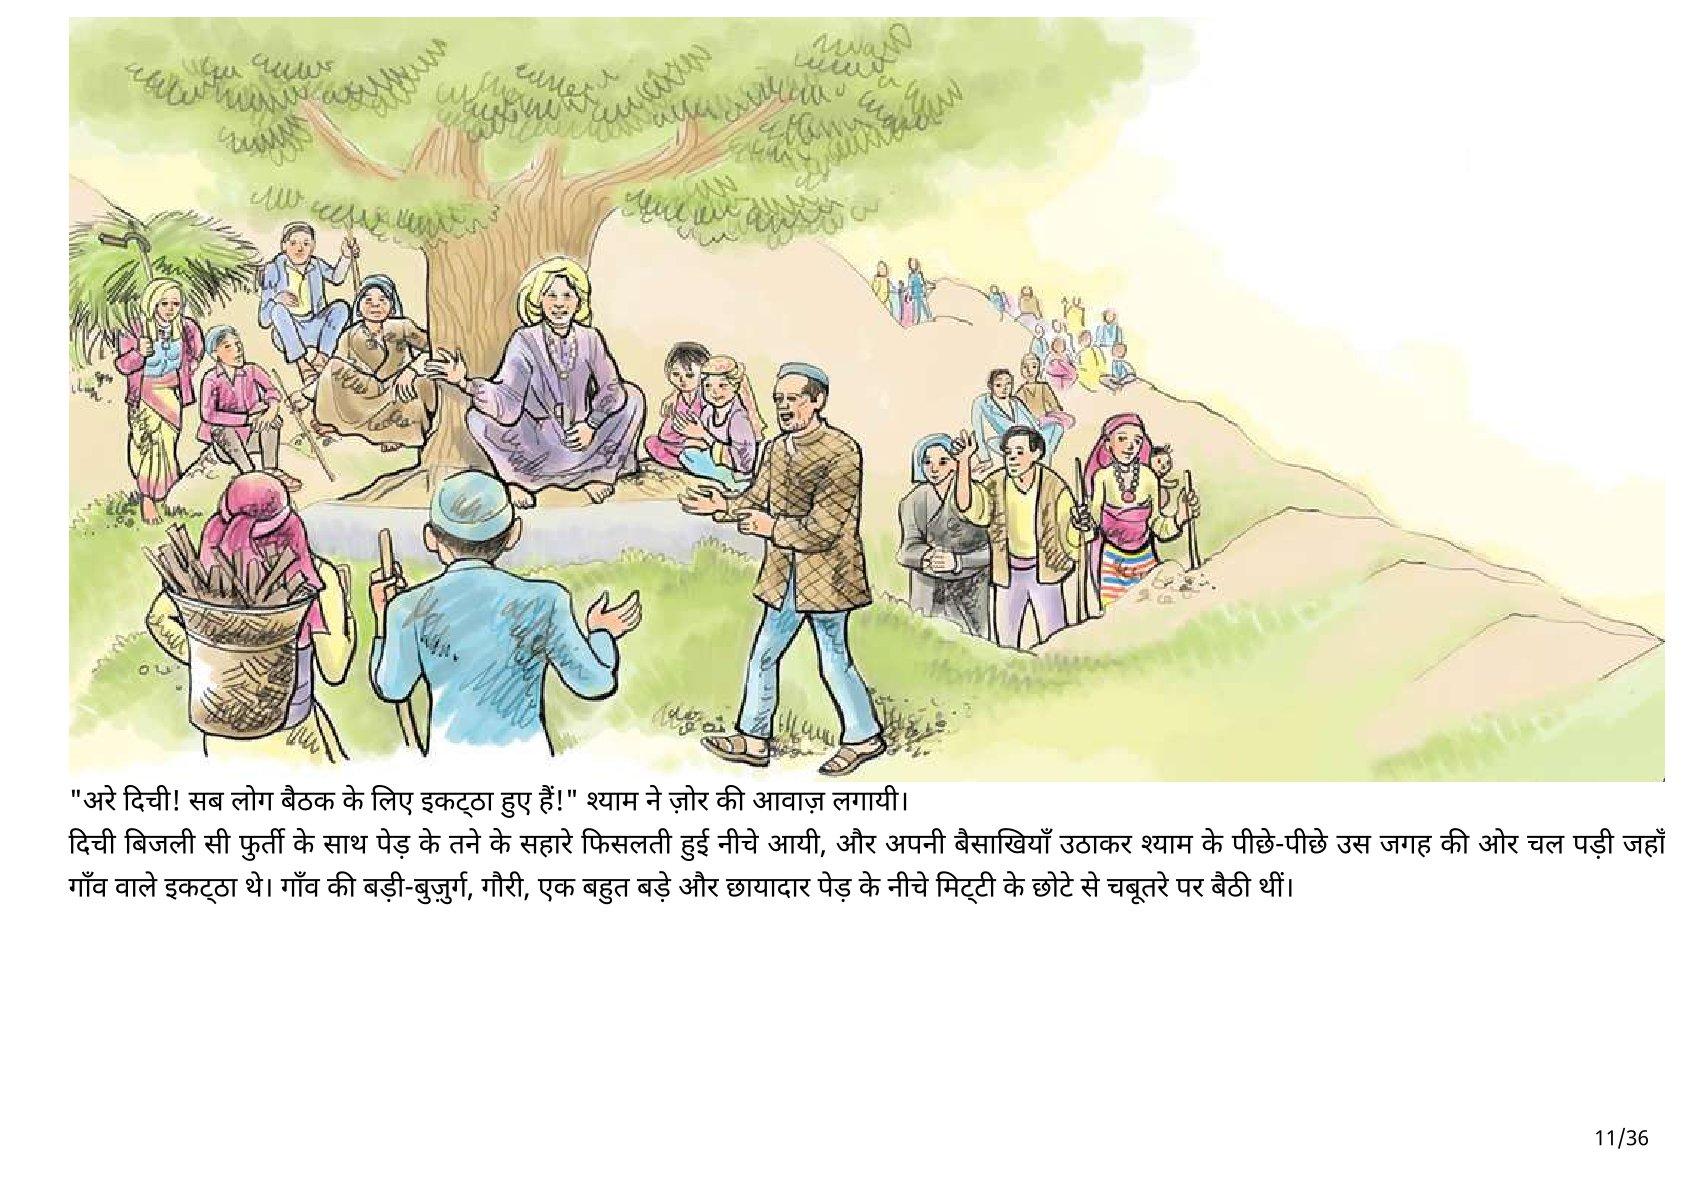 "अरे दिची! सब लोग बैठक के लिए इकट्ठा हुए हैं!" श्याम ने ज़ोर की आवाज़ लगायी।
दिची बिजली सी फुर्ती के साथ पेड़ के तने के सहारे फिसलती हुई नीचे आयी, और अपनी बैसाखियाँ उठाकर श्याम के पीछे-पीछे उस जगह की ओर चल पड़ी जहाँ
गाँव वाले इकट्ठा थे। गाँव की बड़ी-बुज़ुर्ग, गौरी, एक बहुत बड़े और छायादार पेड़ के नीचे मिट्टी के छोटे से चबूतरे पर बैठी थीं।
11/36